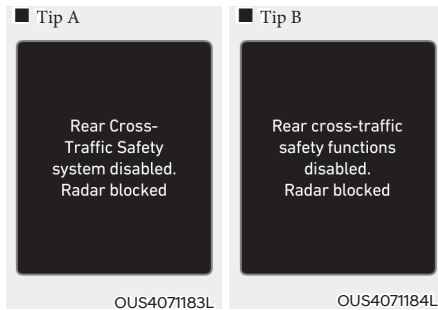 Tip A
Rear Cross-
Traffic Safety
system disabled.
Radar blocked
OUS4071183L
Tip B
Rear cross-traffic
safety functions
disabled.
Radar blocked
OUS4071184L